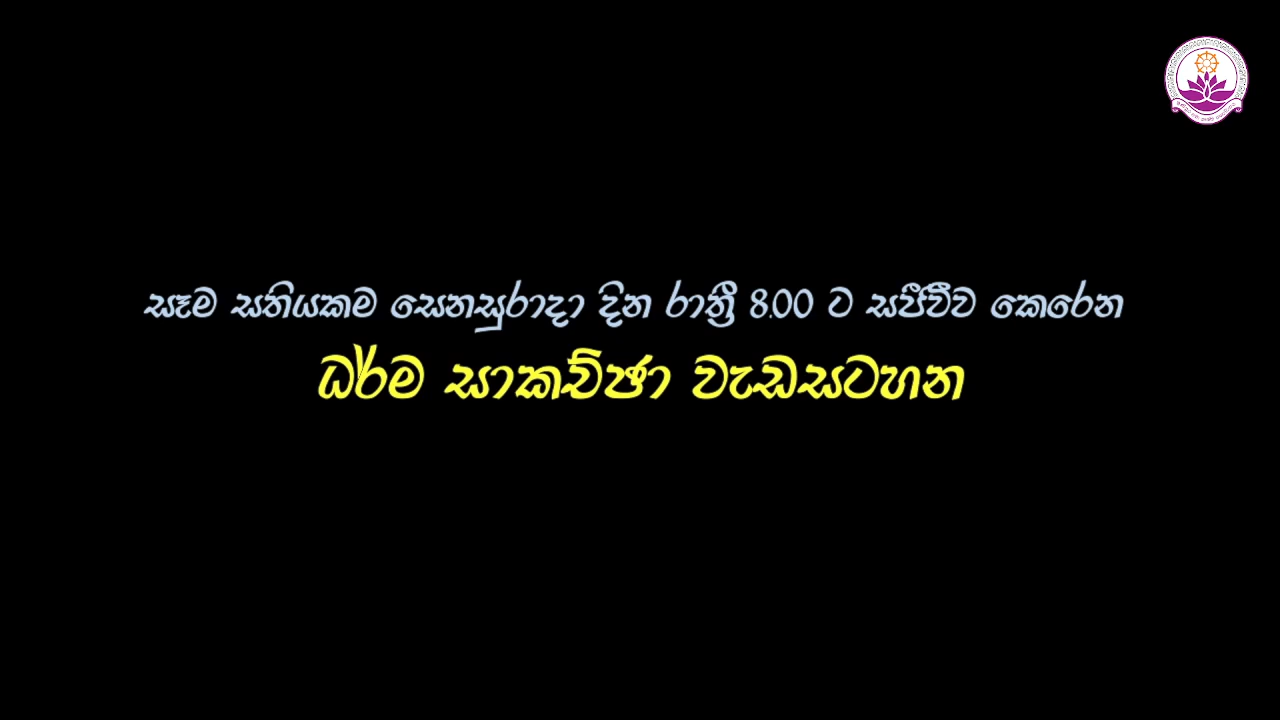 සෑම සතියකම සෙනසුරාදා දින රාත්‍රී 8.00 ට සජීවීව කෙරෙන
ධර්ම සාකච්ඡා වැඩසටහන